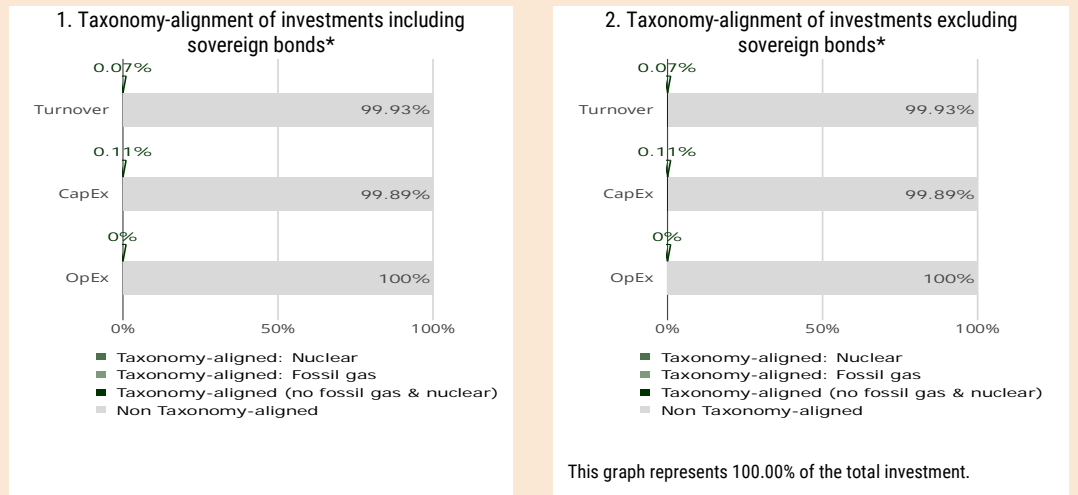 1. Taxonomy-alignment of investments including
sovereign bonds*
0.07%
Turnover
99.93%
0.11%
CapEx
99.89%
0%
OpEx
100%
0%
50%
100%
Taxonomy-aligned: Nuclear
Taxonomy-aligned: Fossil gas
Taxonomy-aligned (no fossil gas & nuclear)
Non Taxonomy-aligned
2. Taxonomy-alignment of investments excluding
sovereign bonds*
0.07%
Turnover
99.93%
0.11%
CapEx
99.89%
0%
OpEx
100%
0%
50%
100%
Taxonomy-aligned: Nuclear
Taxonomy-aligned: Fossil gas
Taxonomy-aligned (no fossil gas & nuclear)
Non Taxonomy-aligned
This graph represents 100.00% of the total investment.